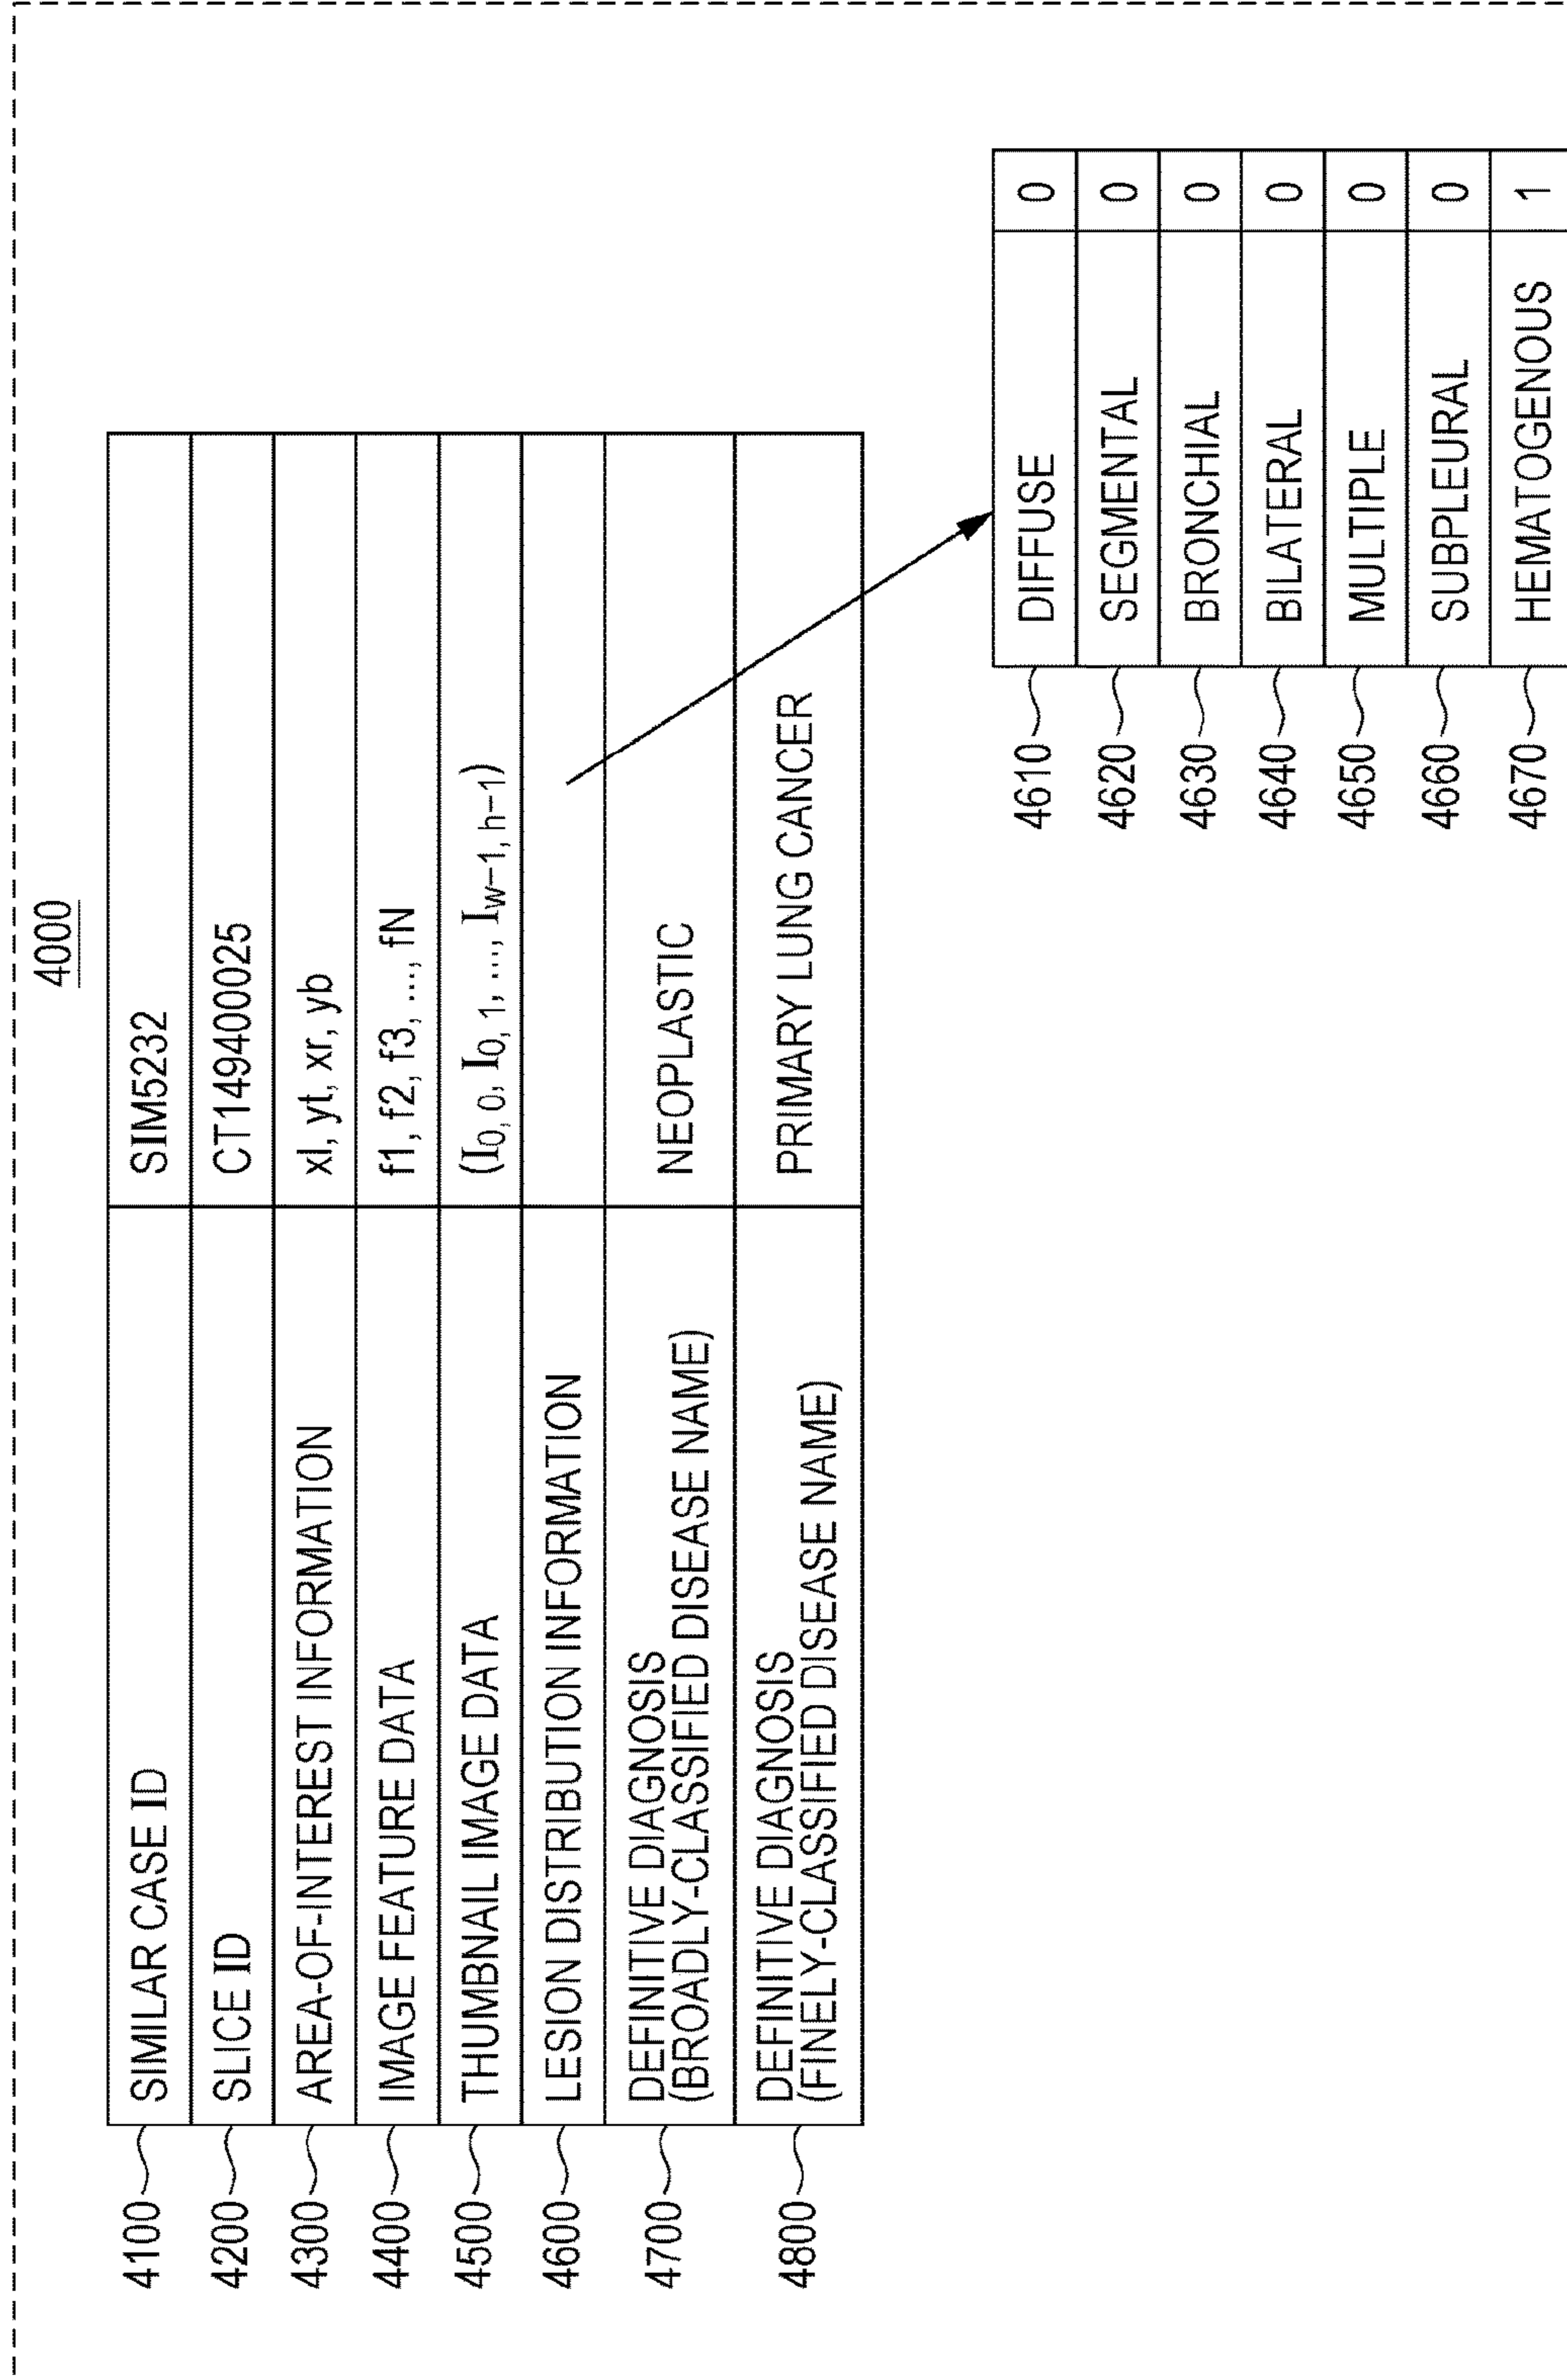 4000
4100 SIMILAR CASE ID SIM5232
4200 SLICE ID CT149400025
4300 AREA-OF-INTEREST INFORMATION xl, yt, xr, yb
4400 IMAGE FEATURE DATA f1, f2, f3, ..., fN
4500 THUMBNAIL IMAGE DATA (I0, 0, I0, 1, ..., IW-1, h-1)
4600 LESION DISTRIBUTION INFORMATION
4700 DEFINITIVE DIAGNOSIS
(BROADLY-CLASSIFIED DISEASE NAME) NEOPLASTIC
4800 DEFINITIVE DIAGNOSIS
(FINELY-CLASSIFIED DISEASE NAME) PRIMARY LUNG CANCER
4610 DIFFUSE 0
4620 SEGMENTAL 0
4630 BRONCHIAL 0
4640 BILATERAL 0
4650 MULTIPLE 0
4660 SUBPLEURAL 0
4670 HEMATOGENOUS 1